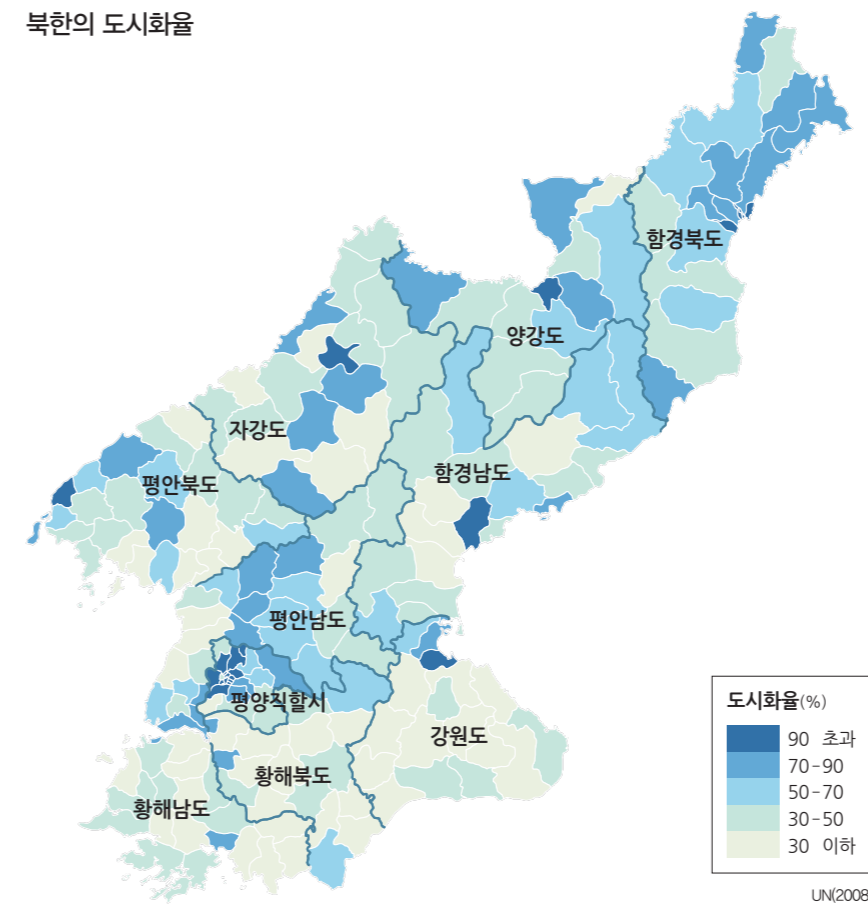 북한의 도시화율
함경북도
양강도
자강도
함경남도
평안북도
평안남도
평양직할시
강원도
황해북도
황해남도
도시화율(%)
90 초과
70-90
50-70
30-50
30 이하
UN(2008